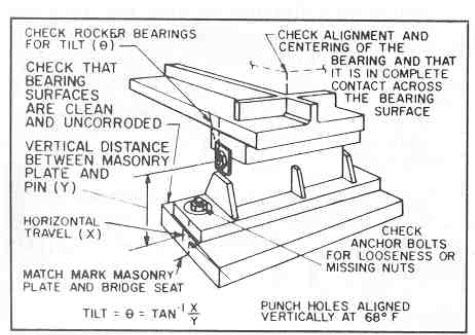 CHECK ROCKER BEARINGS
FOR TILT (θ)
CHECK THAT
BEARING
SURFACES
ARE CLEAN
AND UNCORRODED
VERTICAL DISTANCE
BETWEEN MASONRY
PLATE AND
PIN (Y)
HORIZONTAL
TRAVEL (X)
MATCH MARK MASONRY
PLATE AND BRIDGE SEAT
TILT = θ = TAN⁻¹ X/Y
CHECK ALIGNMENT AND
CENTERING OF THE
BEARING AND THAT
IT IS IN COMPLETE
CONTACT ACROSS
THE BEARING
SURFACE
CHECK
ANCHOR BOLTS
FOR LOOSENESS OR
MISSING NUTS
PUNCH HOLES ALIGNED
VERTICALLY AT 68° F